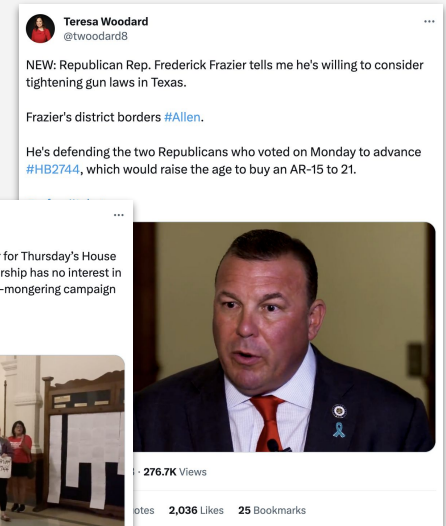 Teresa Woodard
@twoodard8
NEW: Republican Rep. Frederick Frazier tells me he's willing to consider
tightening gun laws in Texas.
Frazier's district borders #Allen.
He's defending the two Republicans who voted on Monday to advance
#HB2744, which would raise the age to buy an AR-15 to 21.
for Thursday's House
rship has no interest in
-mongering campaign
· 276.7K Views
otes 2,036 Likes 25 Bookmarks